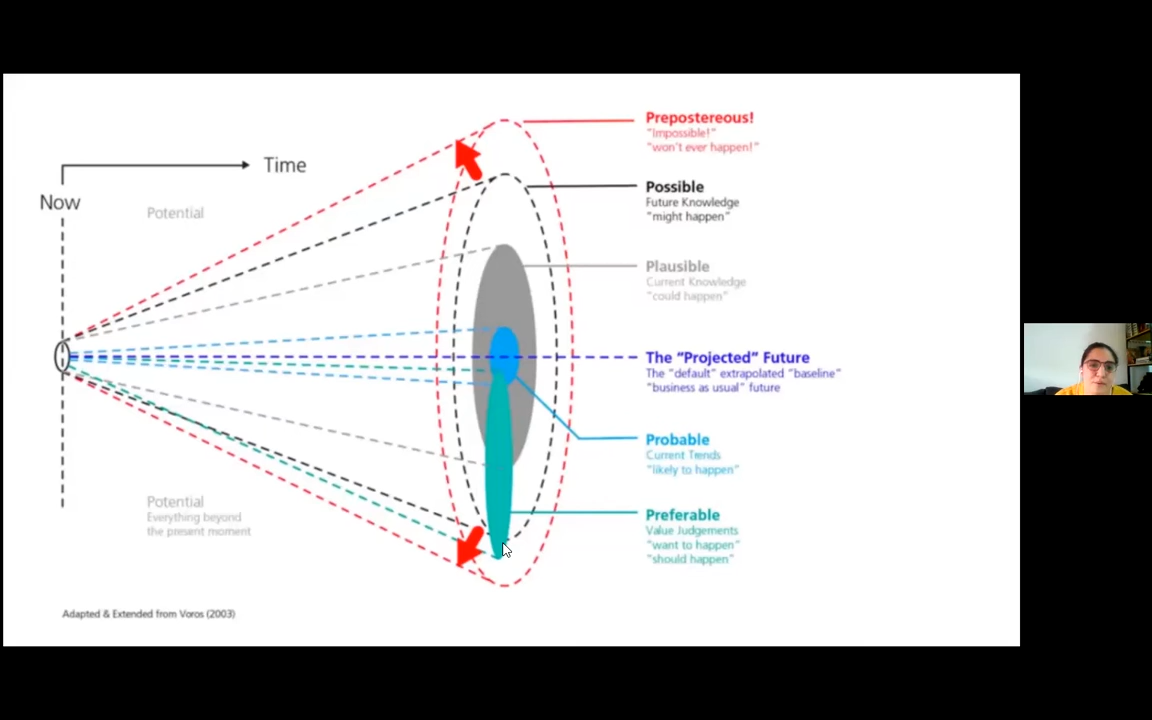 Prepostereous!
"Impossible!"
"won't ever happen!"
Time
Possible
Now
Future Knowledge
Potential
"might happen"
Plausible
Current Knowledge
"could happen"
The "Projected" Future
The "default" extrapolated "baseline"
"business as usual" future
Probable
Current Trends
"likely to happen"
Potential
Everything beyond
the present moment
Preferable
Value Judgements
"want to happen"
"should happen"
Adapted & Extended from Voros (2003)